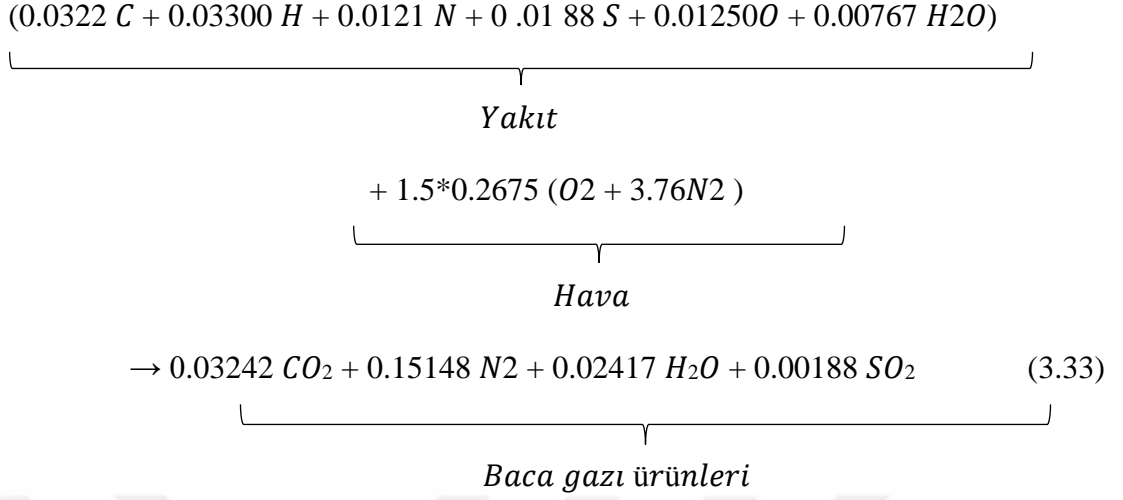 (0.0322 C + 0.03300 H + 0.0121 N + 0 .01 88 S + 0.01250O + 0.00767 H2O)
Yakıt
+ 1.5*0.2675 (O2 + 3.76N2 )
Hava
→ 0.03242 CO₂ + 0.15148 N2 + 0.02417 H₂O + 0.00188 SO₂ (3.33)
Baca gazı ürünleri